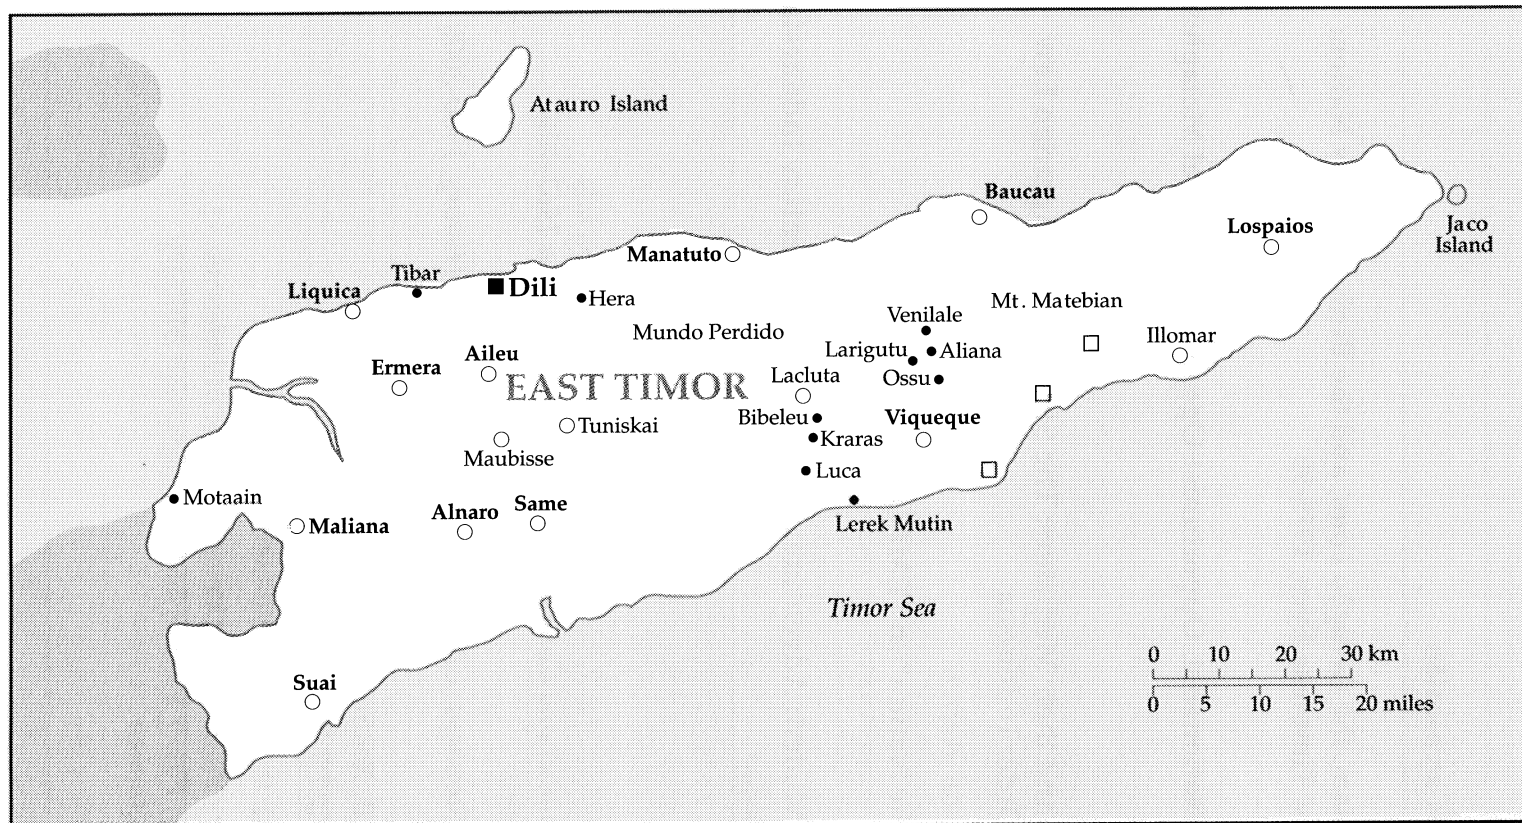 Atauro Island
Baucau
Lospaios
Jaco
Island
Manatuto
Tibar
Liquica
Dili
Hera
Mt. Matebian
Venilale
Mundo Perdido
Illomar
Larigutu
Aliana
Aileu
Ermera
Lacluta
Ossu
EAST TIMOR
Bibeleu
Viqueque
Tuniskai
Kraras
Maubisse
Luca
Motaain
Alnaro
Same
Maliana
Lerek Mutin
Timor Sea
0 10 20 30 km
0 5 10 15 20 miles
Suai